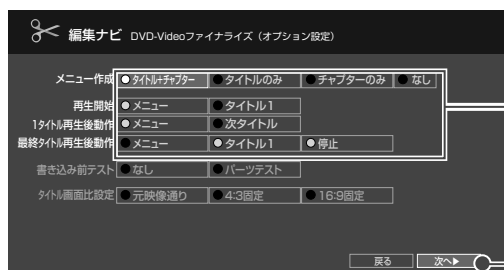 編集ナビ DVD-Videoファイナライズ（オプション設定）
メニュー作成 タイトル+チャプター タイトルのみ チャプターのみ なし
再生開始 メニュー タイトル1
1タイトル再生後動作 メニュー 次タイトル
最終タイトル再生後動作 メニュー タイトル1 停止
書き込み前テスト なし パーツテスト
タイトル画面比設定 元映像通り 4:3固定 16:9固定
戻る 次へ▶